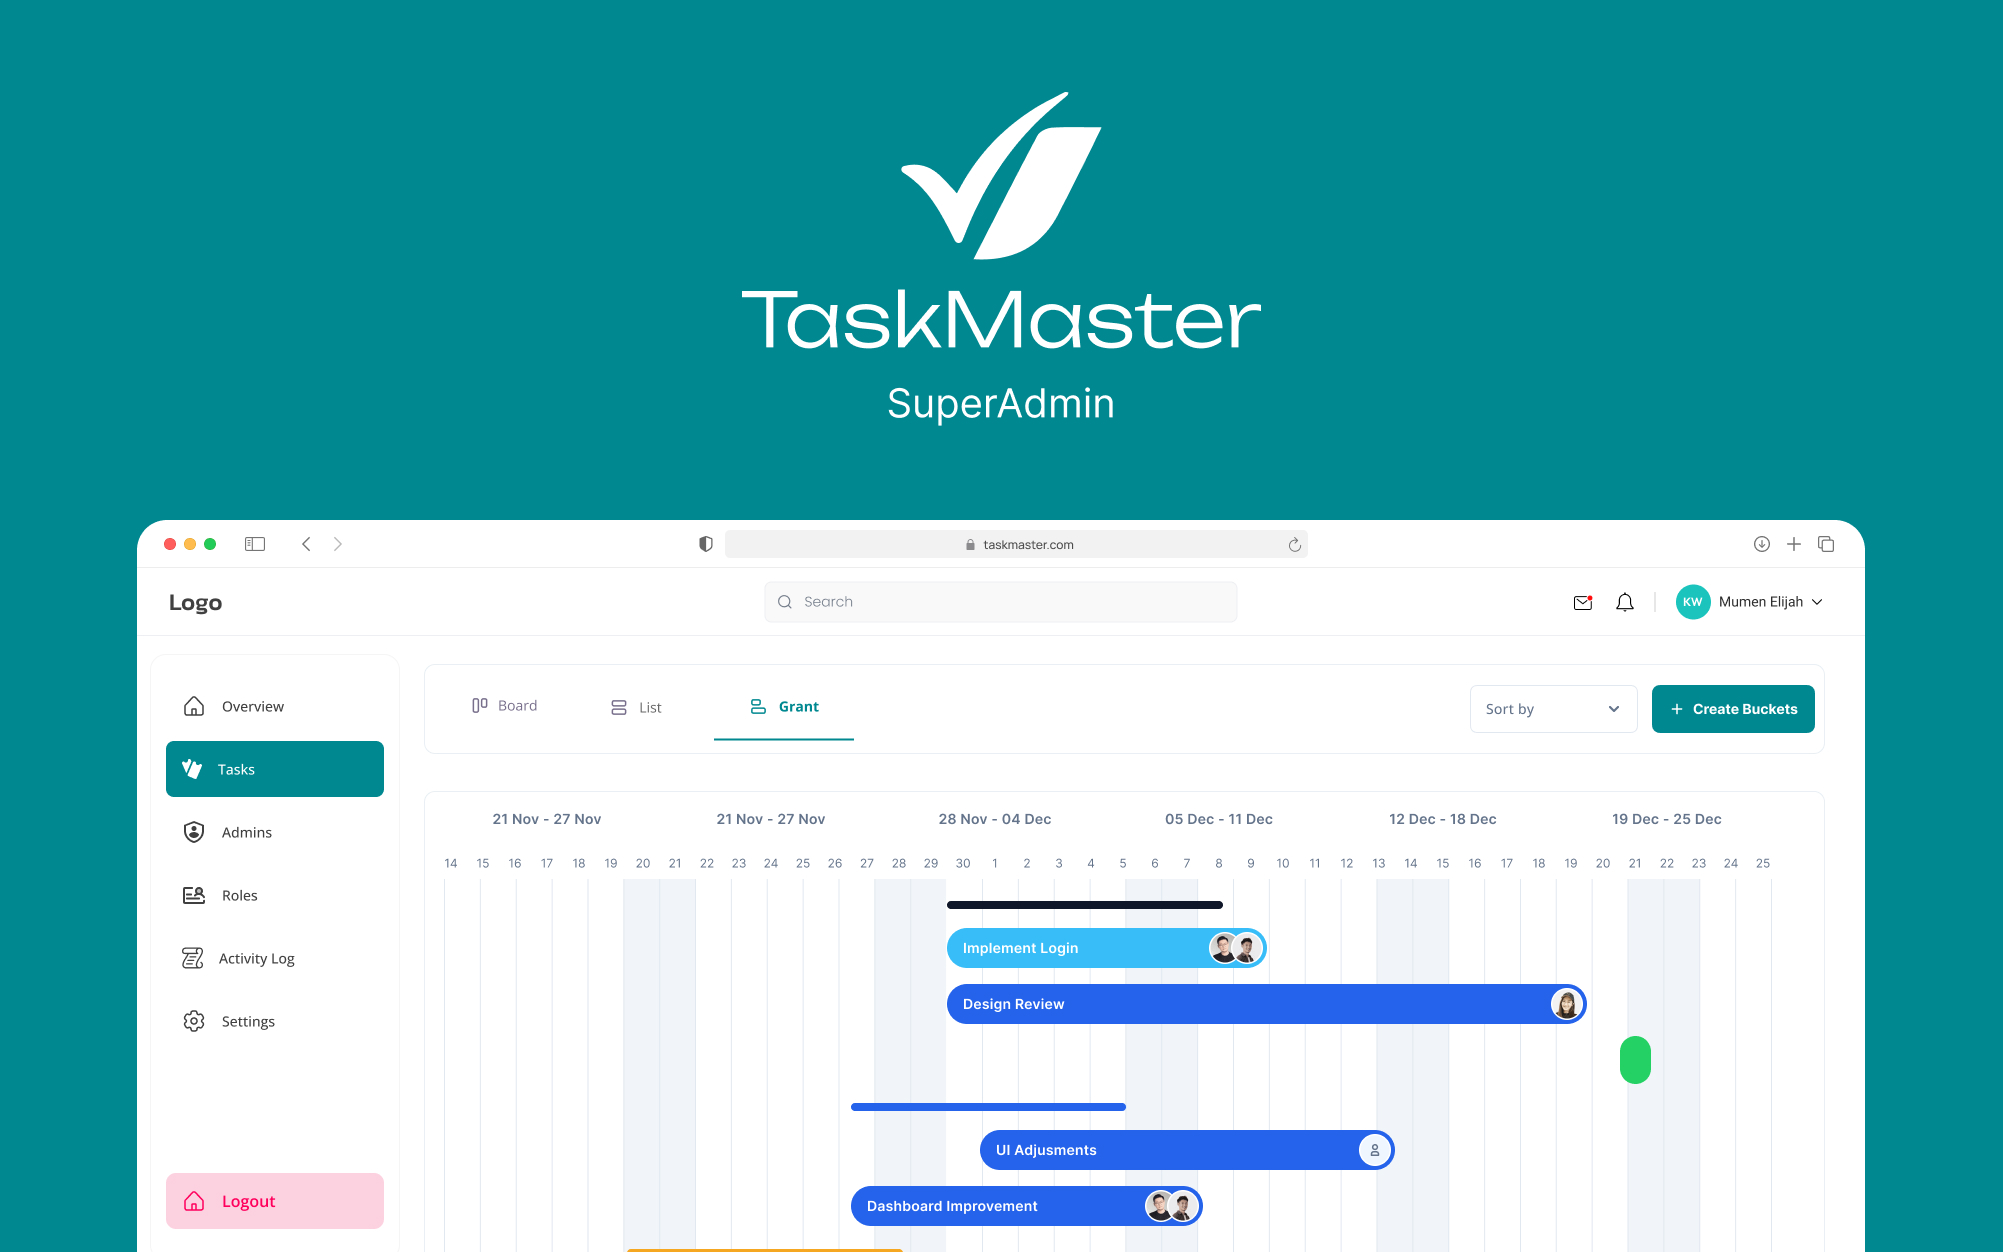 TaskMaster
SuperAdmin
taskmaster.com
Logo
Search
KW
Mumen Elijah
Overview
Tasks
Admins
Roles
Activity Log
Settings
Logout
Board
List
Grant
Sort by
+ Create Buckets
21 Nov - 27 Nov 21 Nov - 27 Nov 28 Nov - 04 Dec 05 Dec - 11 Dec 12 Dec - 18 Dec 19 Dec - 25 Dec
14 15 16 17 18 19 20 21 22 23 24 25 26 27 28 29 30 1 2 3 4 5 6 7 8 9 10 11 12 13 14 15 16 17 18 19 20 21 22 23 24 25
Implement Login
Design Review
UI Adjusments
Dashboard Improvement